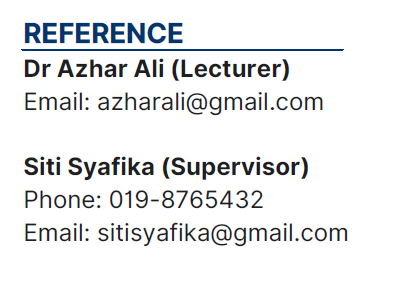 REFERENCE
Dr Azhar Ali (Lecturer)
Email: azharali@gmail.com
Siti Syafika (Supervisor)
Phone: 019-8765432
Email: sitisyafika@gmail.com